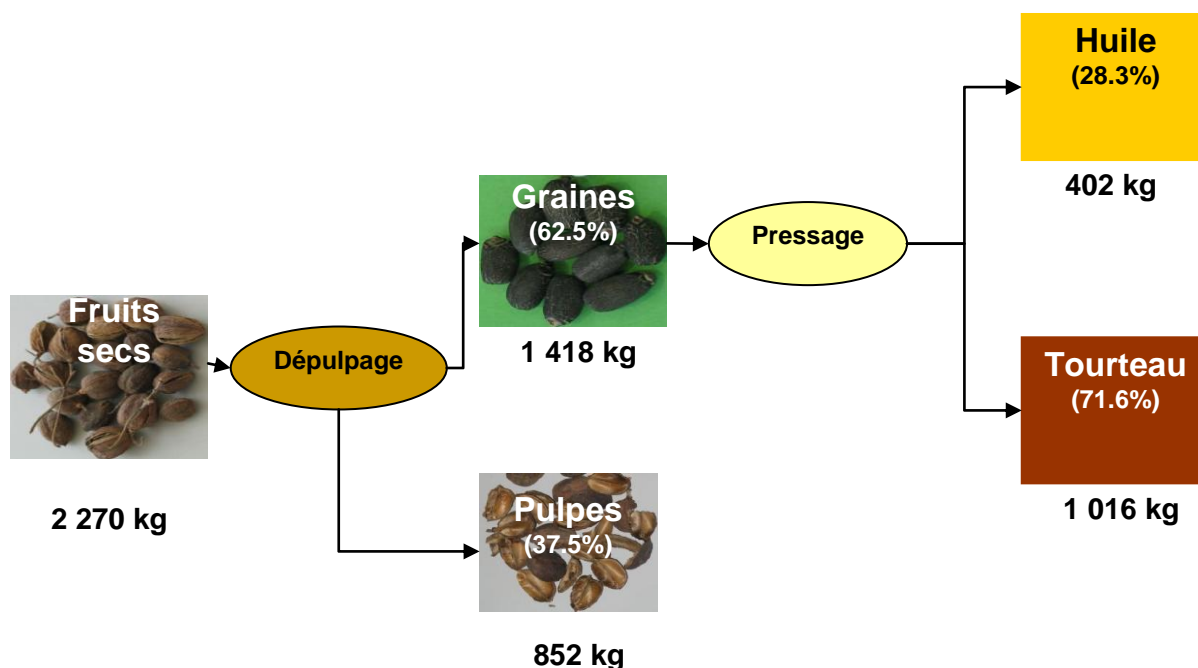 Huile
(28.3%)
402 kg
Graines
(62.5%)
Pressage
1 418 kg
Fruits
secs
Dépulpage
2 270 kg
Tourteau
(71.6%)
1 016 kg
Pulpes
(37.5%)
852 kg